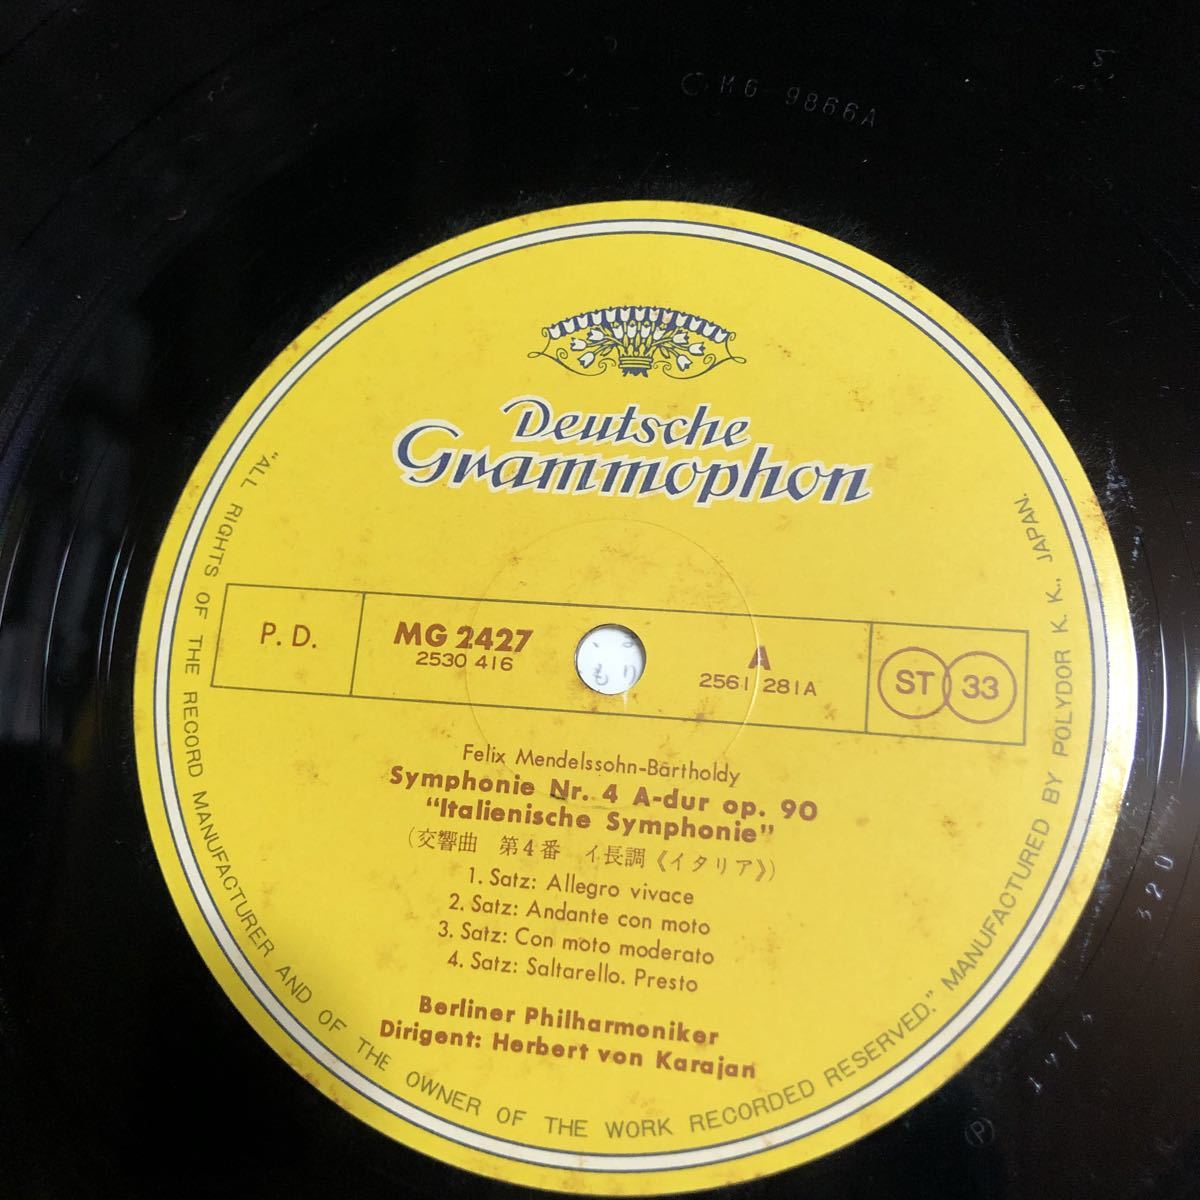 M6 9866A
Deutsche
Grammophon
P. D.
MG 2427
2530 416
A
2561 281A
ST 33
Felix Mendelssohn-Bartholdy
Symphonie Nr. 4 A-dur op. 90
"Italienische Symphonie"
(交響曲 第4番 イ長調《イタリア》)
1. Satz: Allegro vivace
2. Satz: Andante con moto
3. Satz: Con moto moderato
4. Satz: Saltarello. Presto
Berliner Philharmoniker
Dirigent: Herbert von Karajan
"ALL RIGHTS OF THE RECORD MANUFACTURER AND OF THE OWNER OF THE WORK RECORDED RESERVED." MANUFACTURED BY POLYDOR K. K., JAPAN.
320
Ⓟ